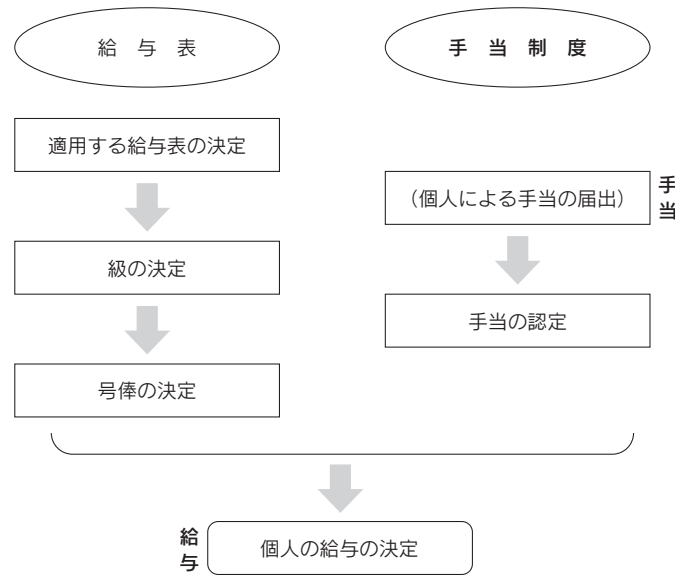 給　与　表
手　当　制　度
適用する給与表の決定
（個人による手当の届出）
手当
級の決定
手当の認定
号俸の決定
給与
個人の給与の決定